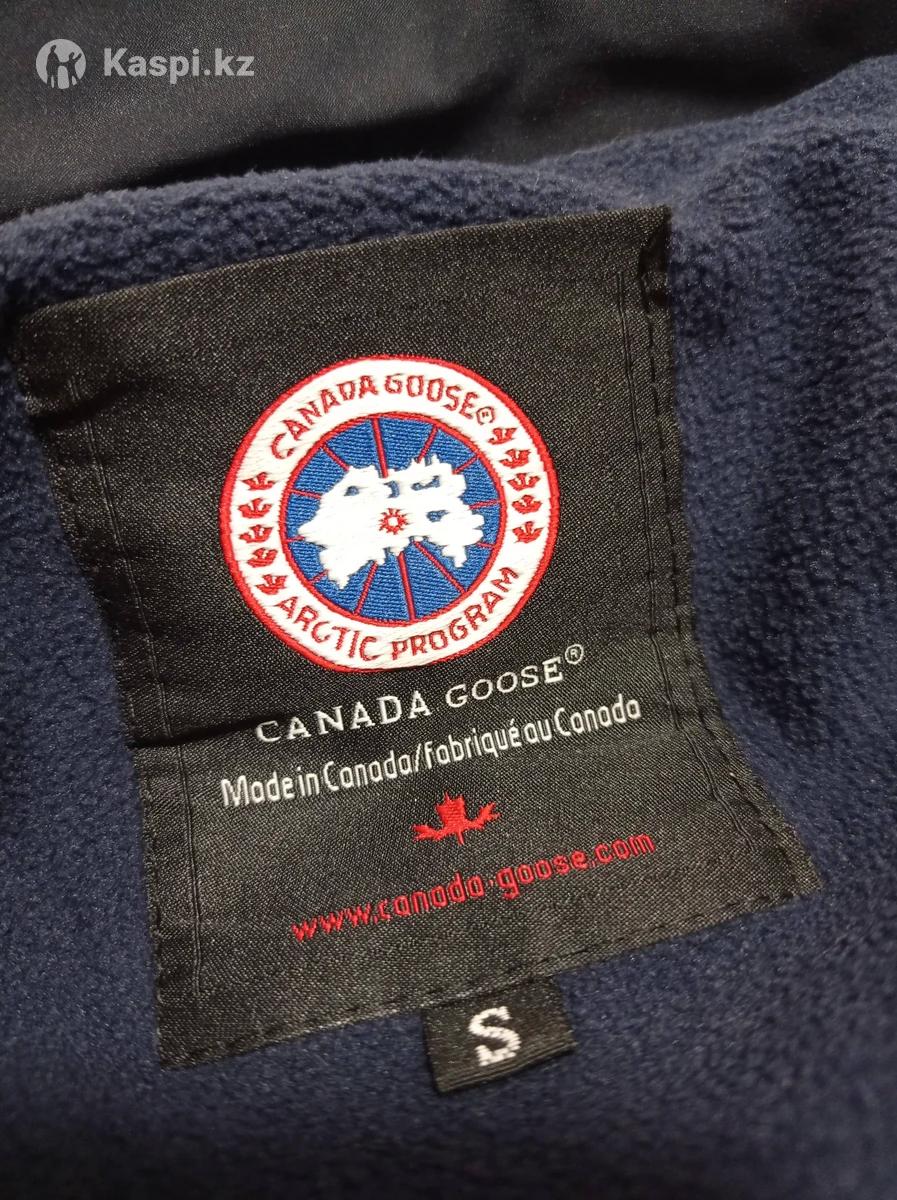 Kaspi.kz
CANADA GOOSE®
ARCTIC PROGRAM
CANADA GOOSE®
Made in Canada/Fabriqué au Canada
www.canada-goose.com
S